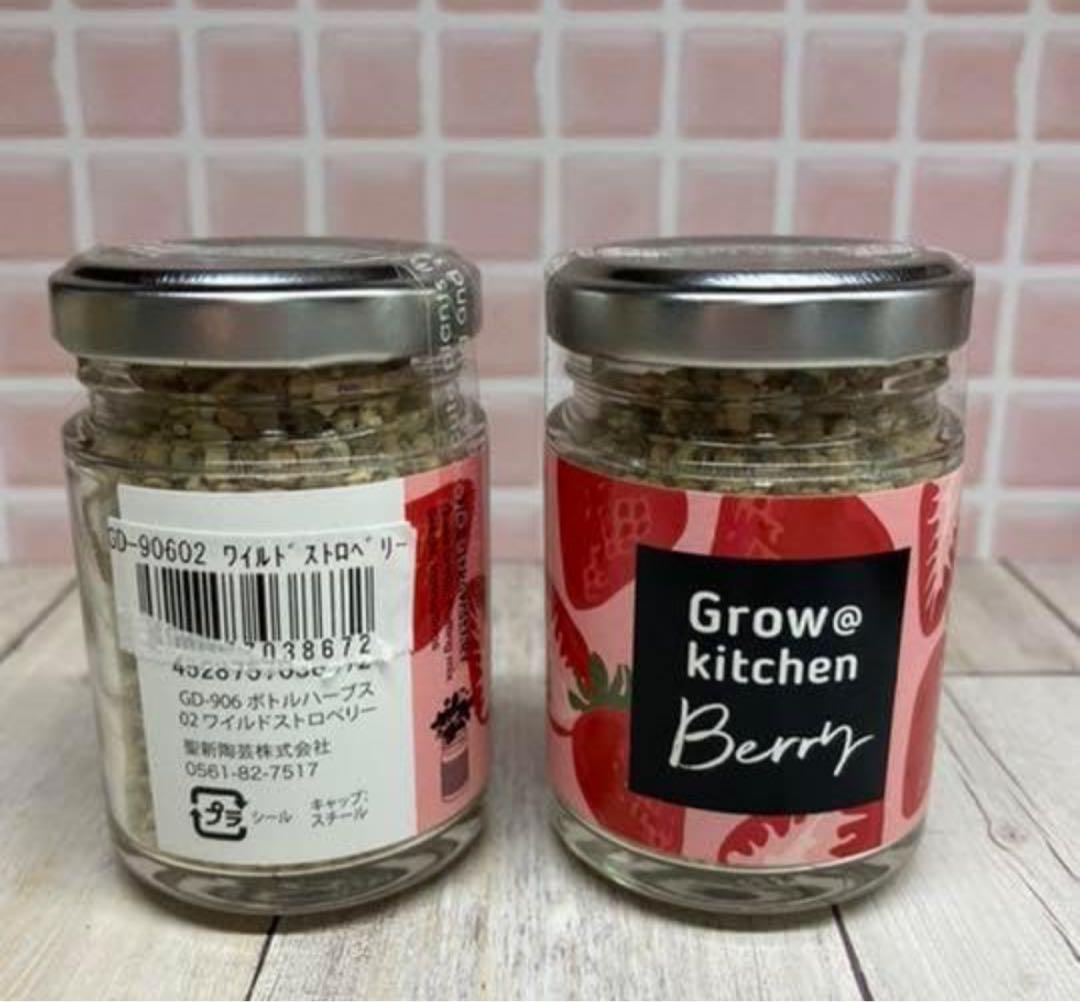 GD-90602 ワイルドストロベリー
7038672
GD-906 ボトルハーブス
02 ワイルドストロベリー
聖新陶芸株式会社
0561-82-7517
プラ
シール
キャップ:
スチール
Grow@
kitchen
Berry